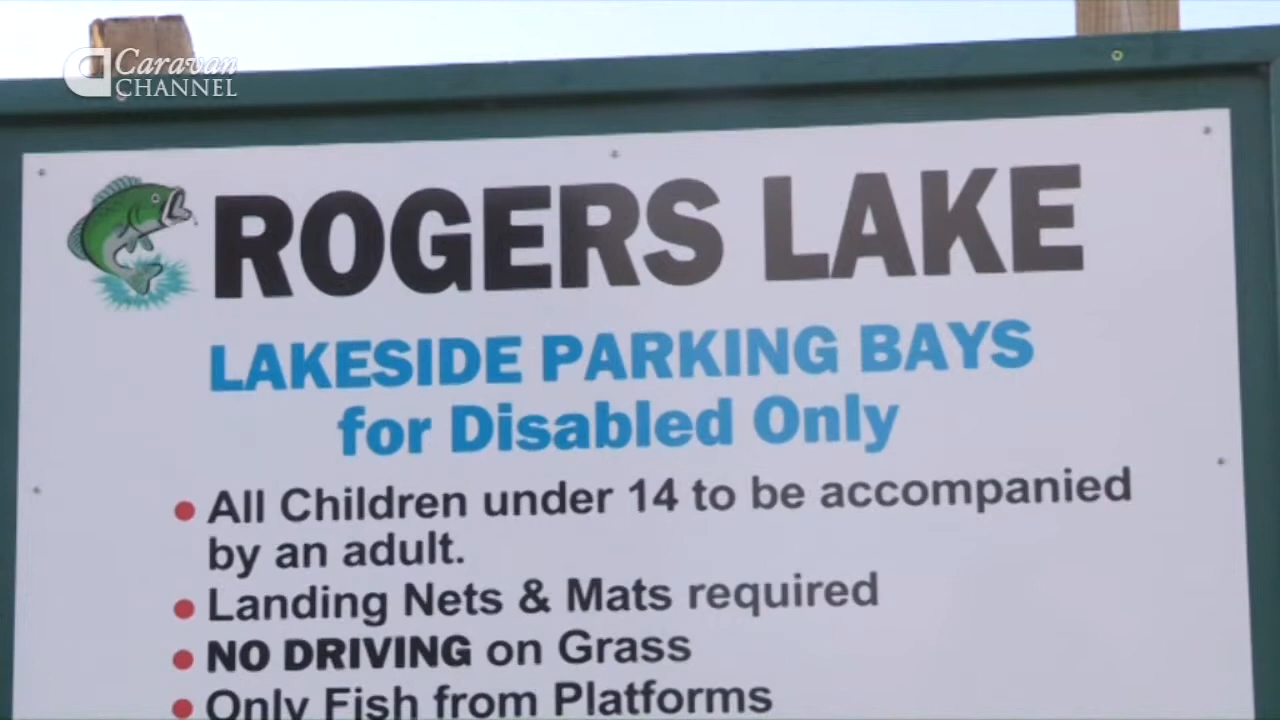 Caravan
CHANNEL
ROGERS LAKE
LAKESIDE PARKING BAYS
for Disabled Only
• All Children under 14 to be accompanied
by an adult.
• Landing Nets & Mats required
• NO DRIVING on Grass
• Only Fish from Platforms